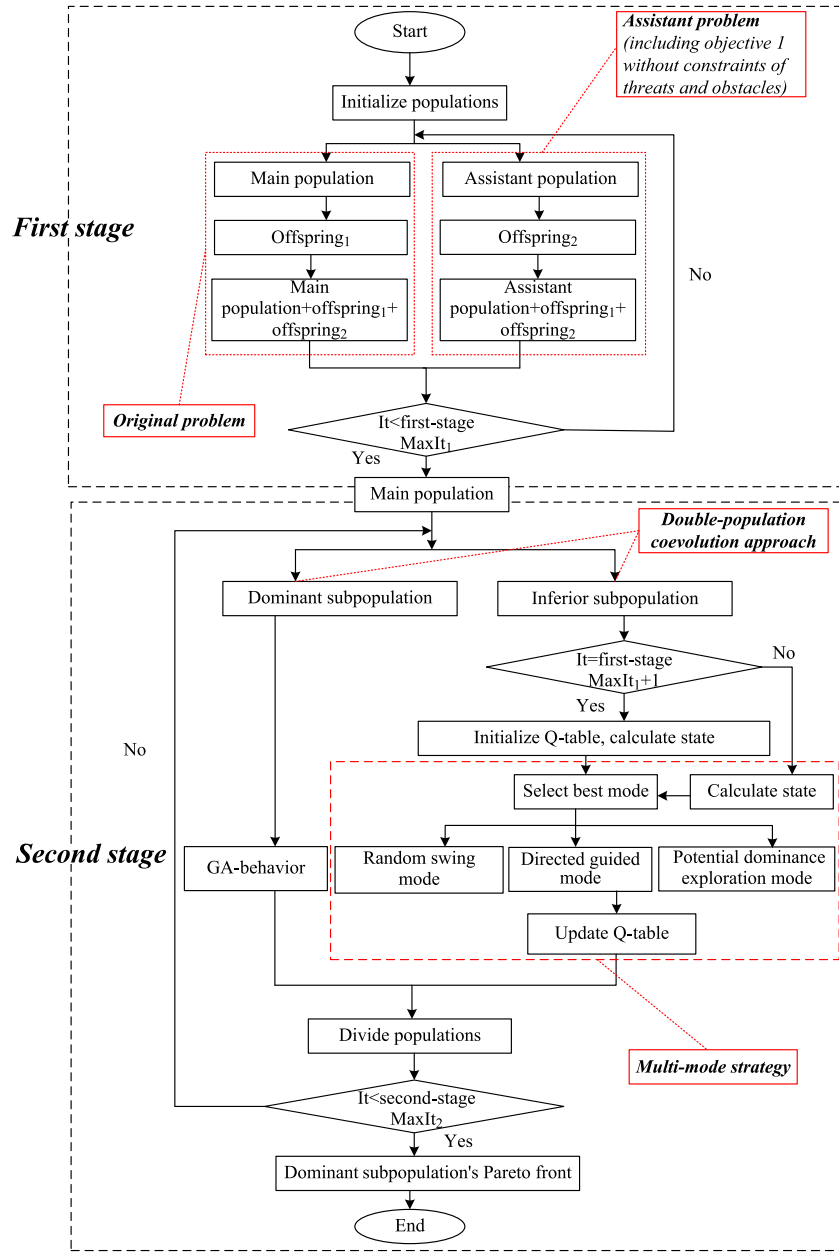 Start
Assistant problem
(including objective 1
without constraints of
threats and obstacles)
Initialize populations
Main population
Assistant population
First stage
Offspring₁
Offspring₂
No
Main
population+offspring₁+
offspring₂
Assistant
population+offspring₁+
offspring₂
Original problem
It<first-stage
MaxIt₁
Yes
Main population
Double-population
coevolution approach
Dominant subpopulation
Inferior subpopulation
It=first-stage
MaxIt₁+1
No
Yes
No
Initialize Q-table, calculate state
Select best mode
Calculate state
Second stage
GA-behavior
Random swing
mode
Directed guided
mode
Potential dominance
exploration mode
Update Q-table
Divide populations
Multi-mode strategy
It<second-stage
MaxIt₂
Yes
Dominant subpopulation's Pareto front
End